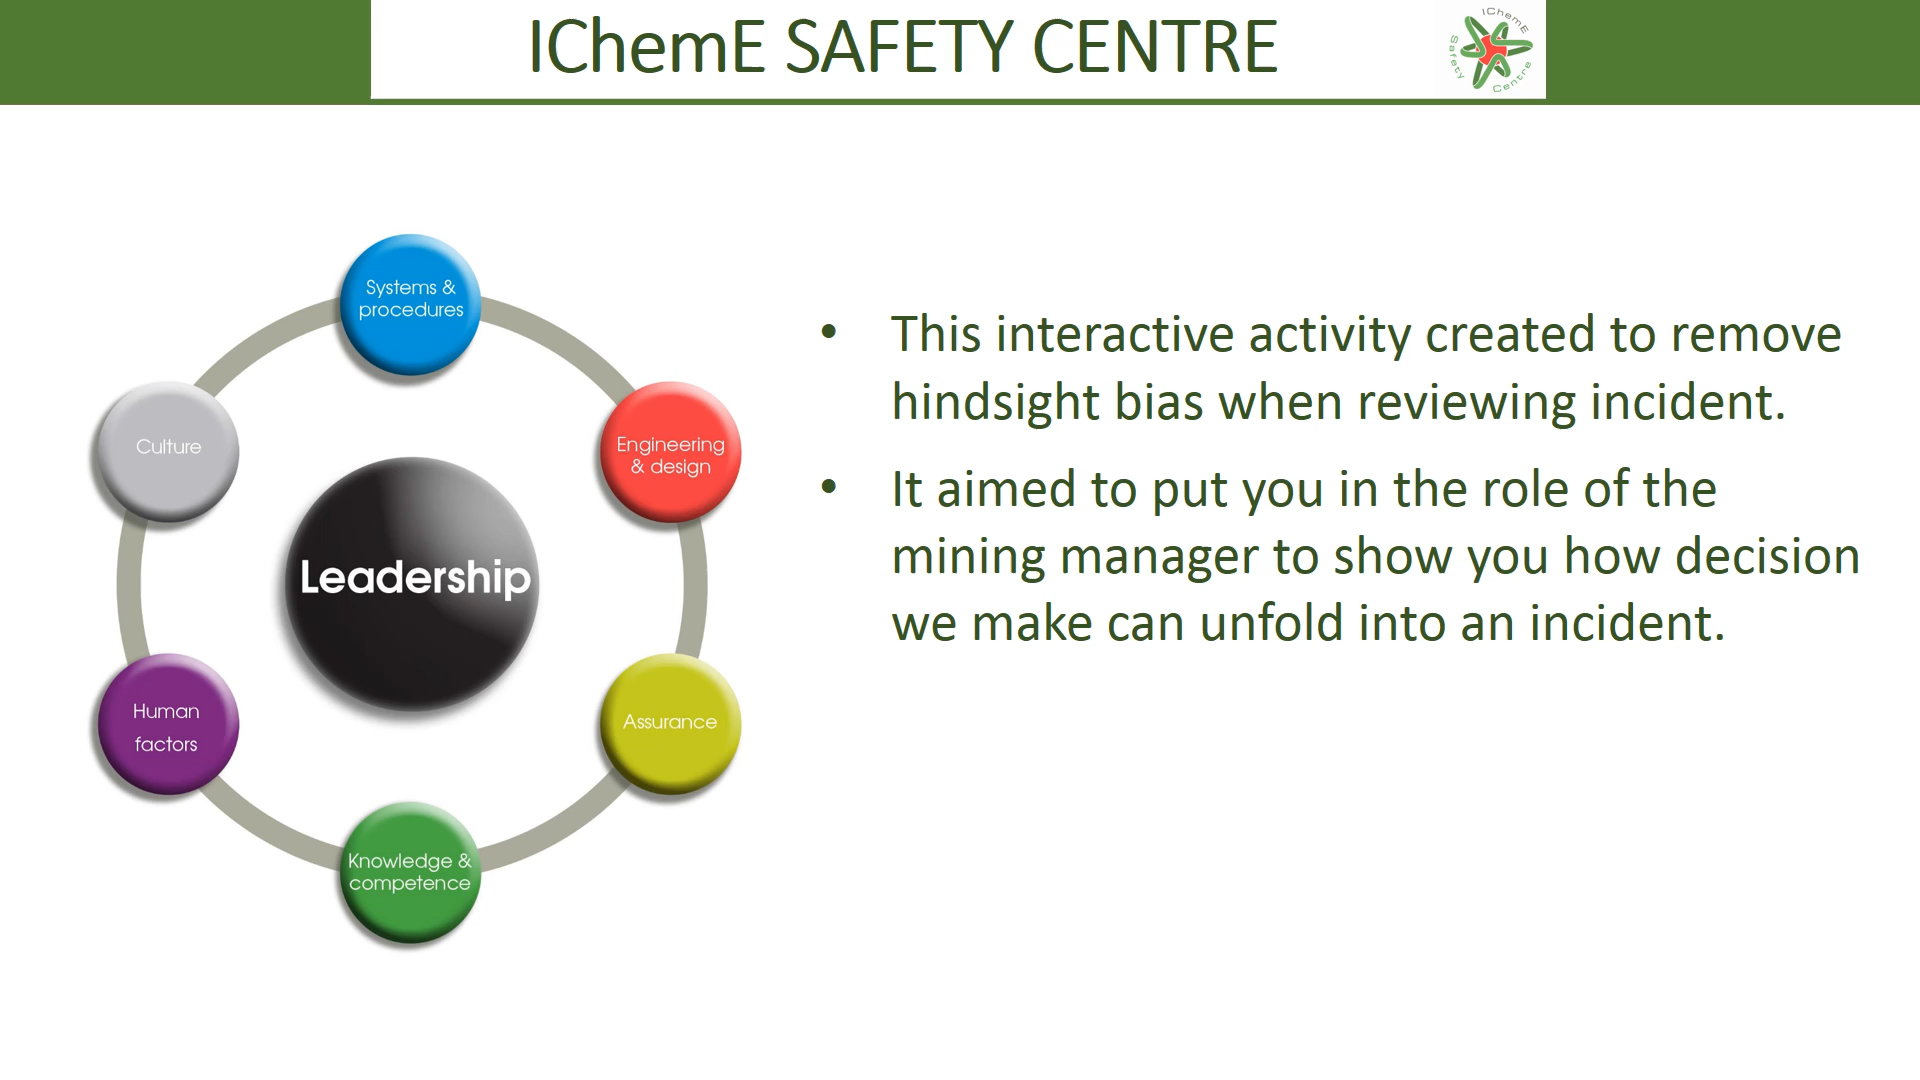 IChemE SAFETY CENTRE
IChemE
Safety
Centre
Systems &
procedures
Culture
Engineering
& design
Leadership
Human
factors
Assurance
Knowledge &
competence
• This interactive activity created to remove
hindsight bias when reviewing incident.
• It aimed to put you in the role of the
mining manager to show you how decision
we make can unfold into an incident.